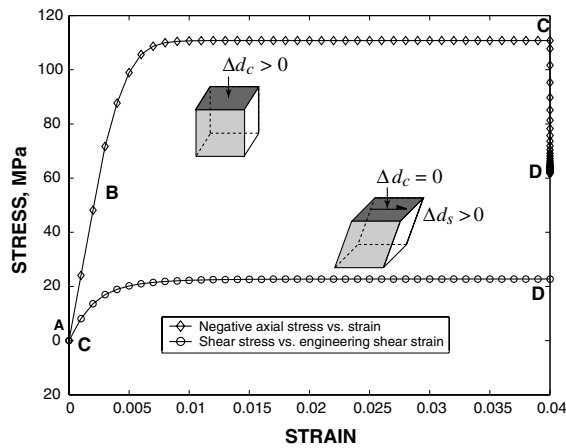 STRESS, MPa
120
100
80
60
40
20
0
20
0
0.005
0.01
0.015
0.02
0.025
0.03
0.035
0.04
STRAIN
A
B
C
C
D
D
Δd_c > 0
Δd_c = 0
Δd_s > 0
Negative axial stress vs. strain
Shear stress vs. engineering shear strain